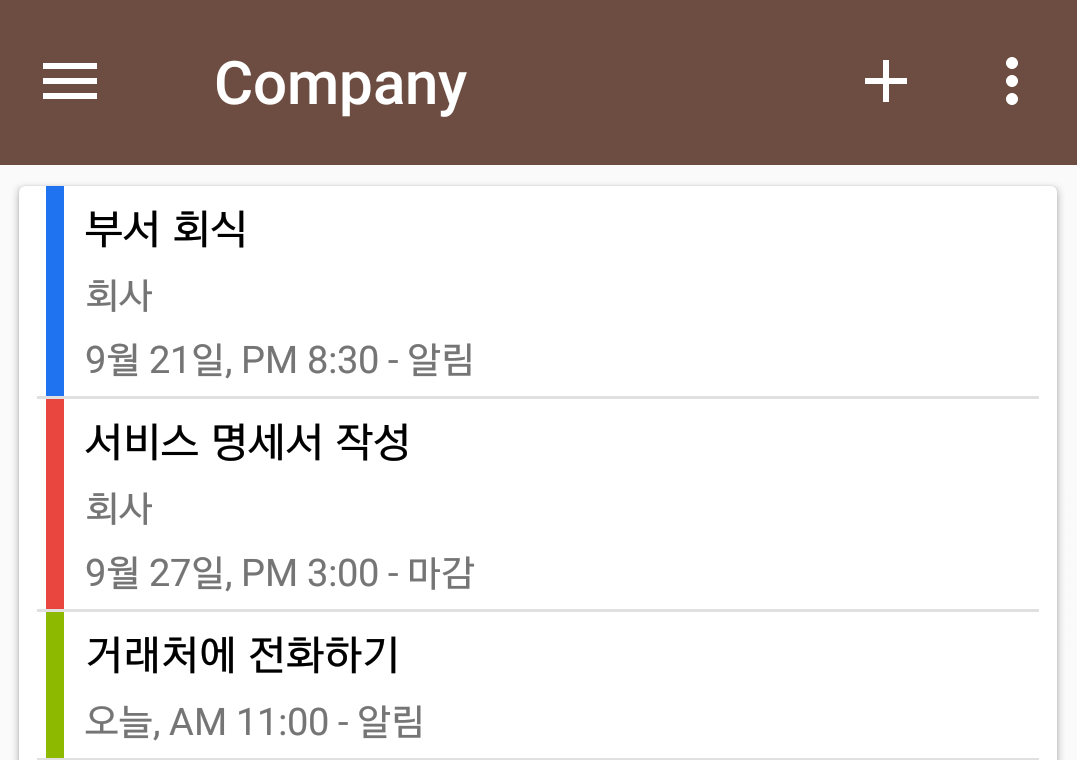 Company
부서 회식
회사
9월 21일, PM 8:30 - 알림
서비스 명세서 작성
회사
9월 27일, PM 3:00 - 마감
거래처에 전화하기
오늘, AM 11:00 - 알림